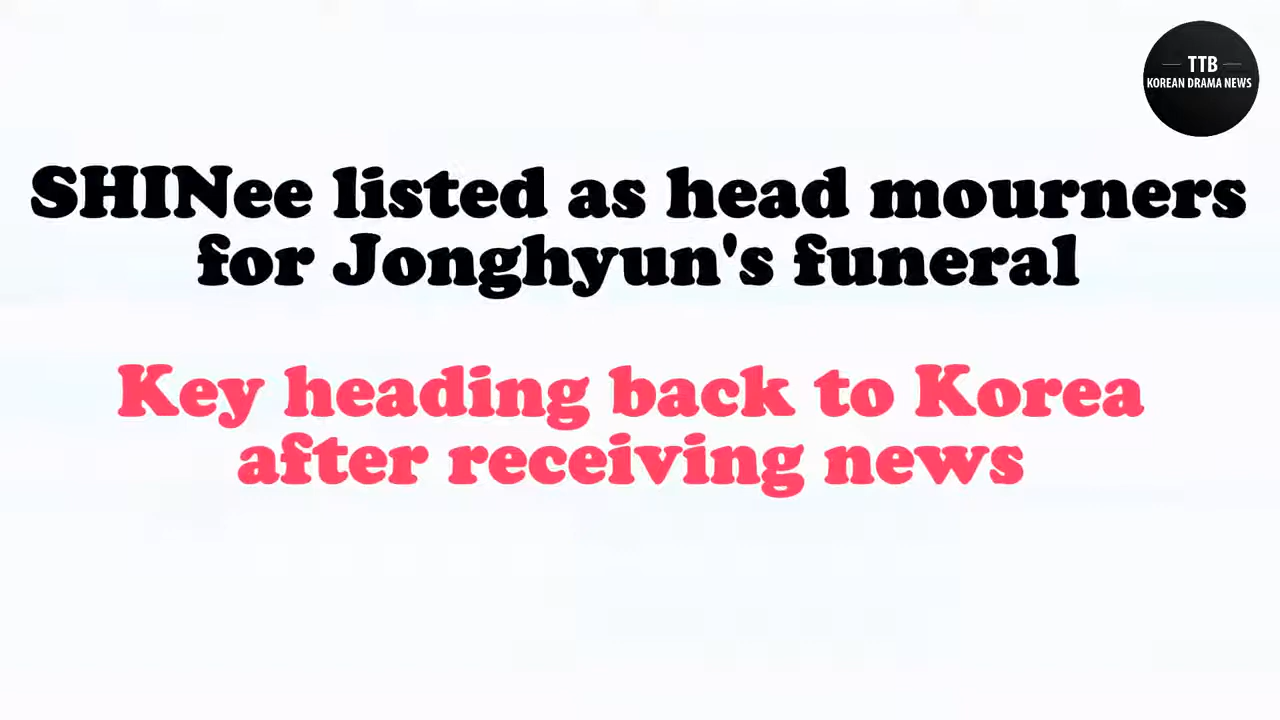 TTB
KOREAN DRAMA NEWS
SHINee listed as head mourners
for Jonghyun's funeral
Key heading back to Korea
after receiving news